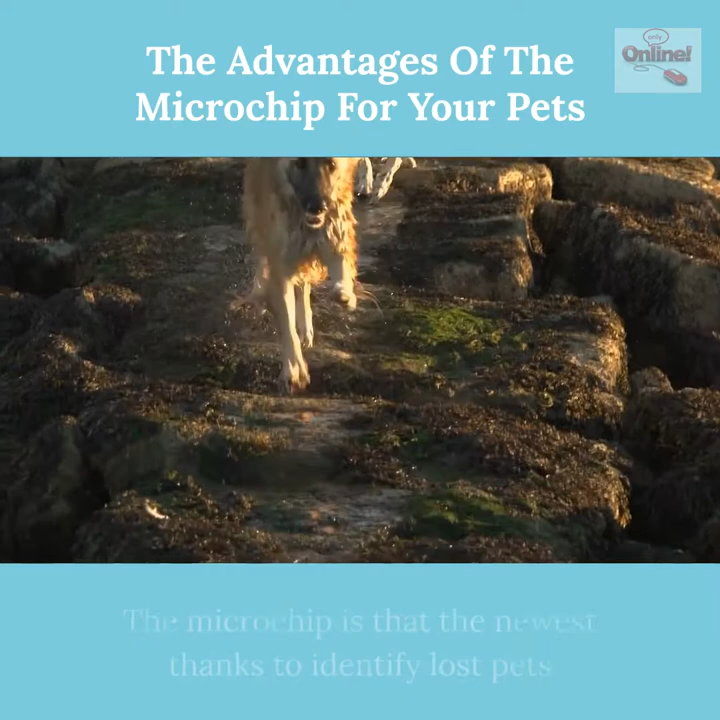 The Advantages Of The
Microchip For Your Pets
only
Online!
The microchip is that the newest
thanks to identify lost pets